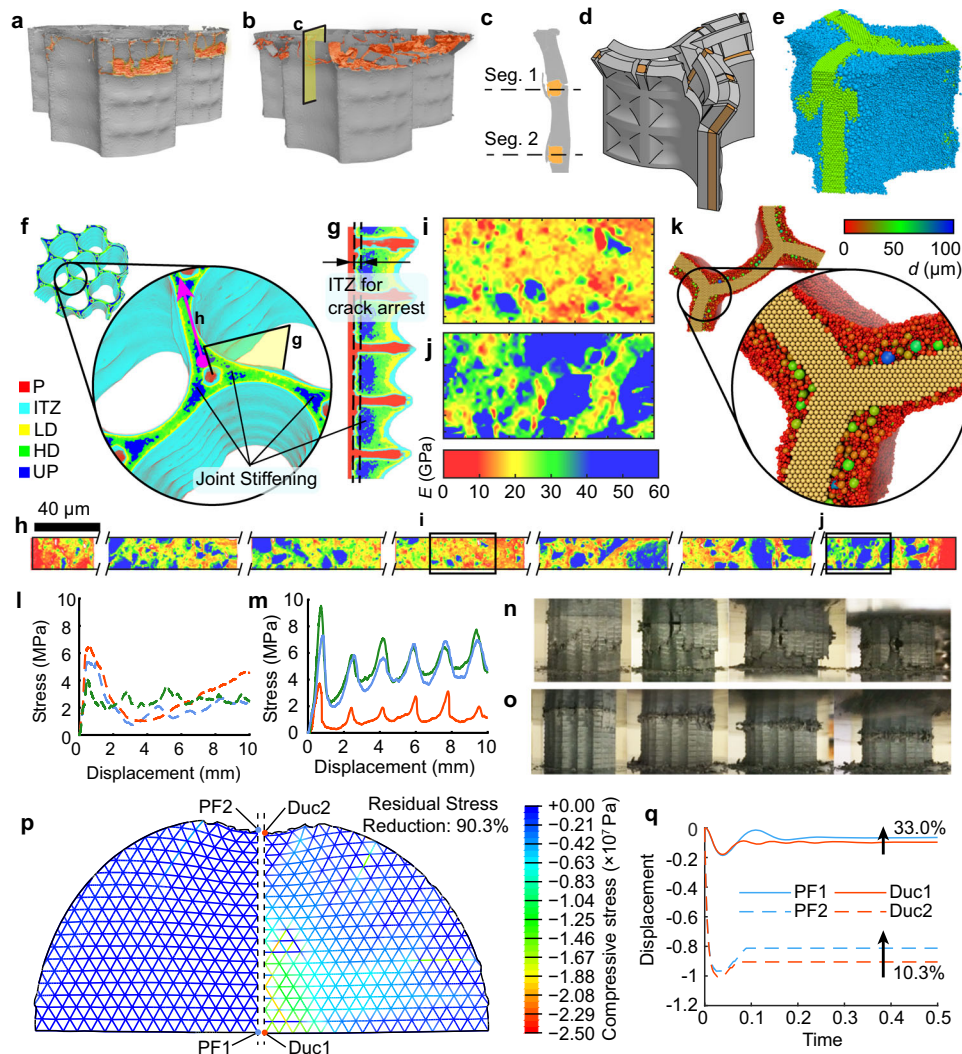 a
b
c
c
Seg. 1
Seg. 2
d
e
f
h
g
P
ITZ
LD
HD
UP
Joint Stiffening
g
ITZ for
crack arrest
i
j
E (GPa)
0 10 20 30 40 50 60
k
0 50 100
d (μm)
h
40 μm
i
j
l
Stress (MPa)
10
8
6
4
2
0
0 2 4 6 8 10
Displacement (mm)
m
Stress (MPa)
10
8
6
4
2
0
0 2 4 6 8 10
Displacement (mm)
n
o
p
PF2
Duc2
Residual Stress
Reduction: 90.3%
PF1
Duc1
+0.00
-0.21
-0.42
-0.63
-0.83
-1.04
-1.25
-1.46
-1.67
-1.88
-2.08
-2.29
-2.50
Compressive stress (×10⁷ Pa)
q
Displacement
0
-0.2
-0.4
-0.6
-0.8
-1
-1.2
33.0%
PF1
Duc1
PF2
Duc2
10.3%
0 0.1 0.2 0.3 0.4 0.5
Time